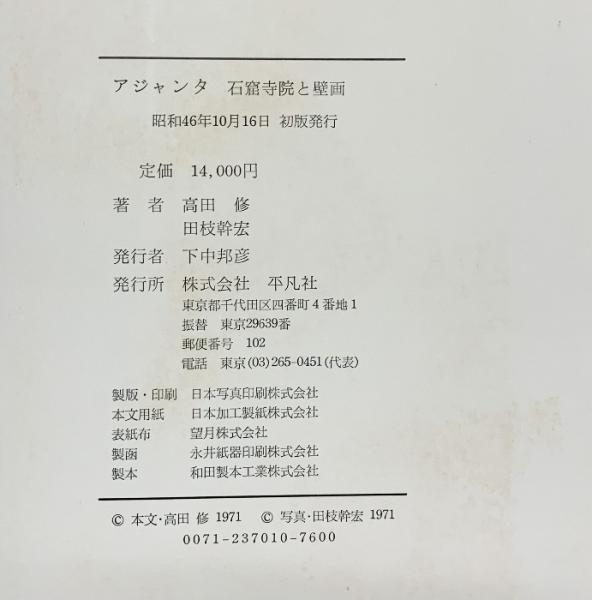 アジャンタ 石窟寺院と壁画
昭和46年10月16日 初版発行
定価 14,000円
著者 高田 修
田枝幹宏
発行者 下中邦彦
発行所 株式会社 平凡社
東京都千代田区四番町4番地1
振替 東京29639番
郵便番号 102
電話 東京(03)265-0451(代表)
製版・印刷 日本写真印刷株式会社
本文用紙 日本加工製紙株式会社
表紙布 望月株式会社
製函 永井紙器印刷株式会社
製本 和田製本工業株式会社
© 本文・高田 修 1971 © 写真・田枝幹宏 1971
0071-237010-7600